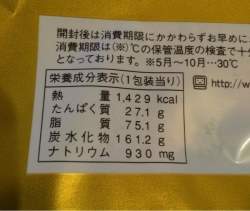 開封後は消費期限にかかわらずお早めに
消費期限は(※)℃の保管温度の検査で十
となっております。※5月～10月…30℃
栄養成分表示(1包装当り)
熱量 1,429 kcal
たんぱく質 27.1 g
脂質 75.1 g
炭水化物 161.2 g
ナトリウム 930 mg
http://w